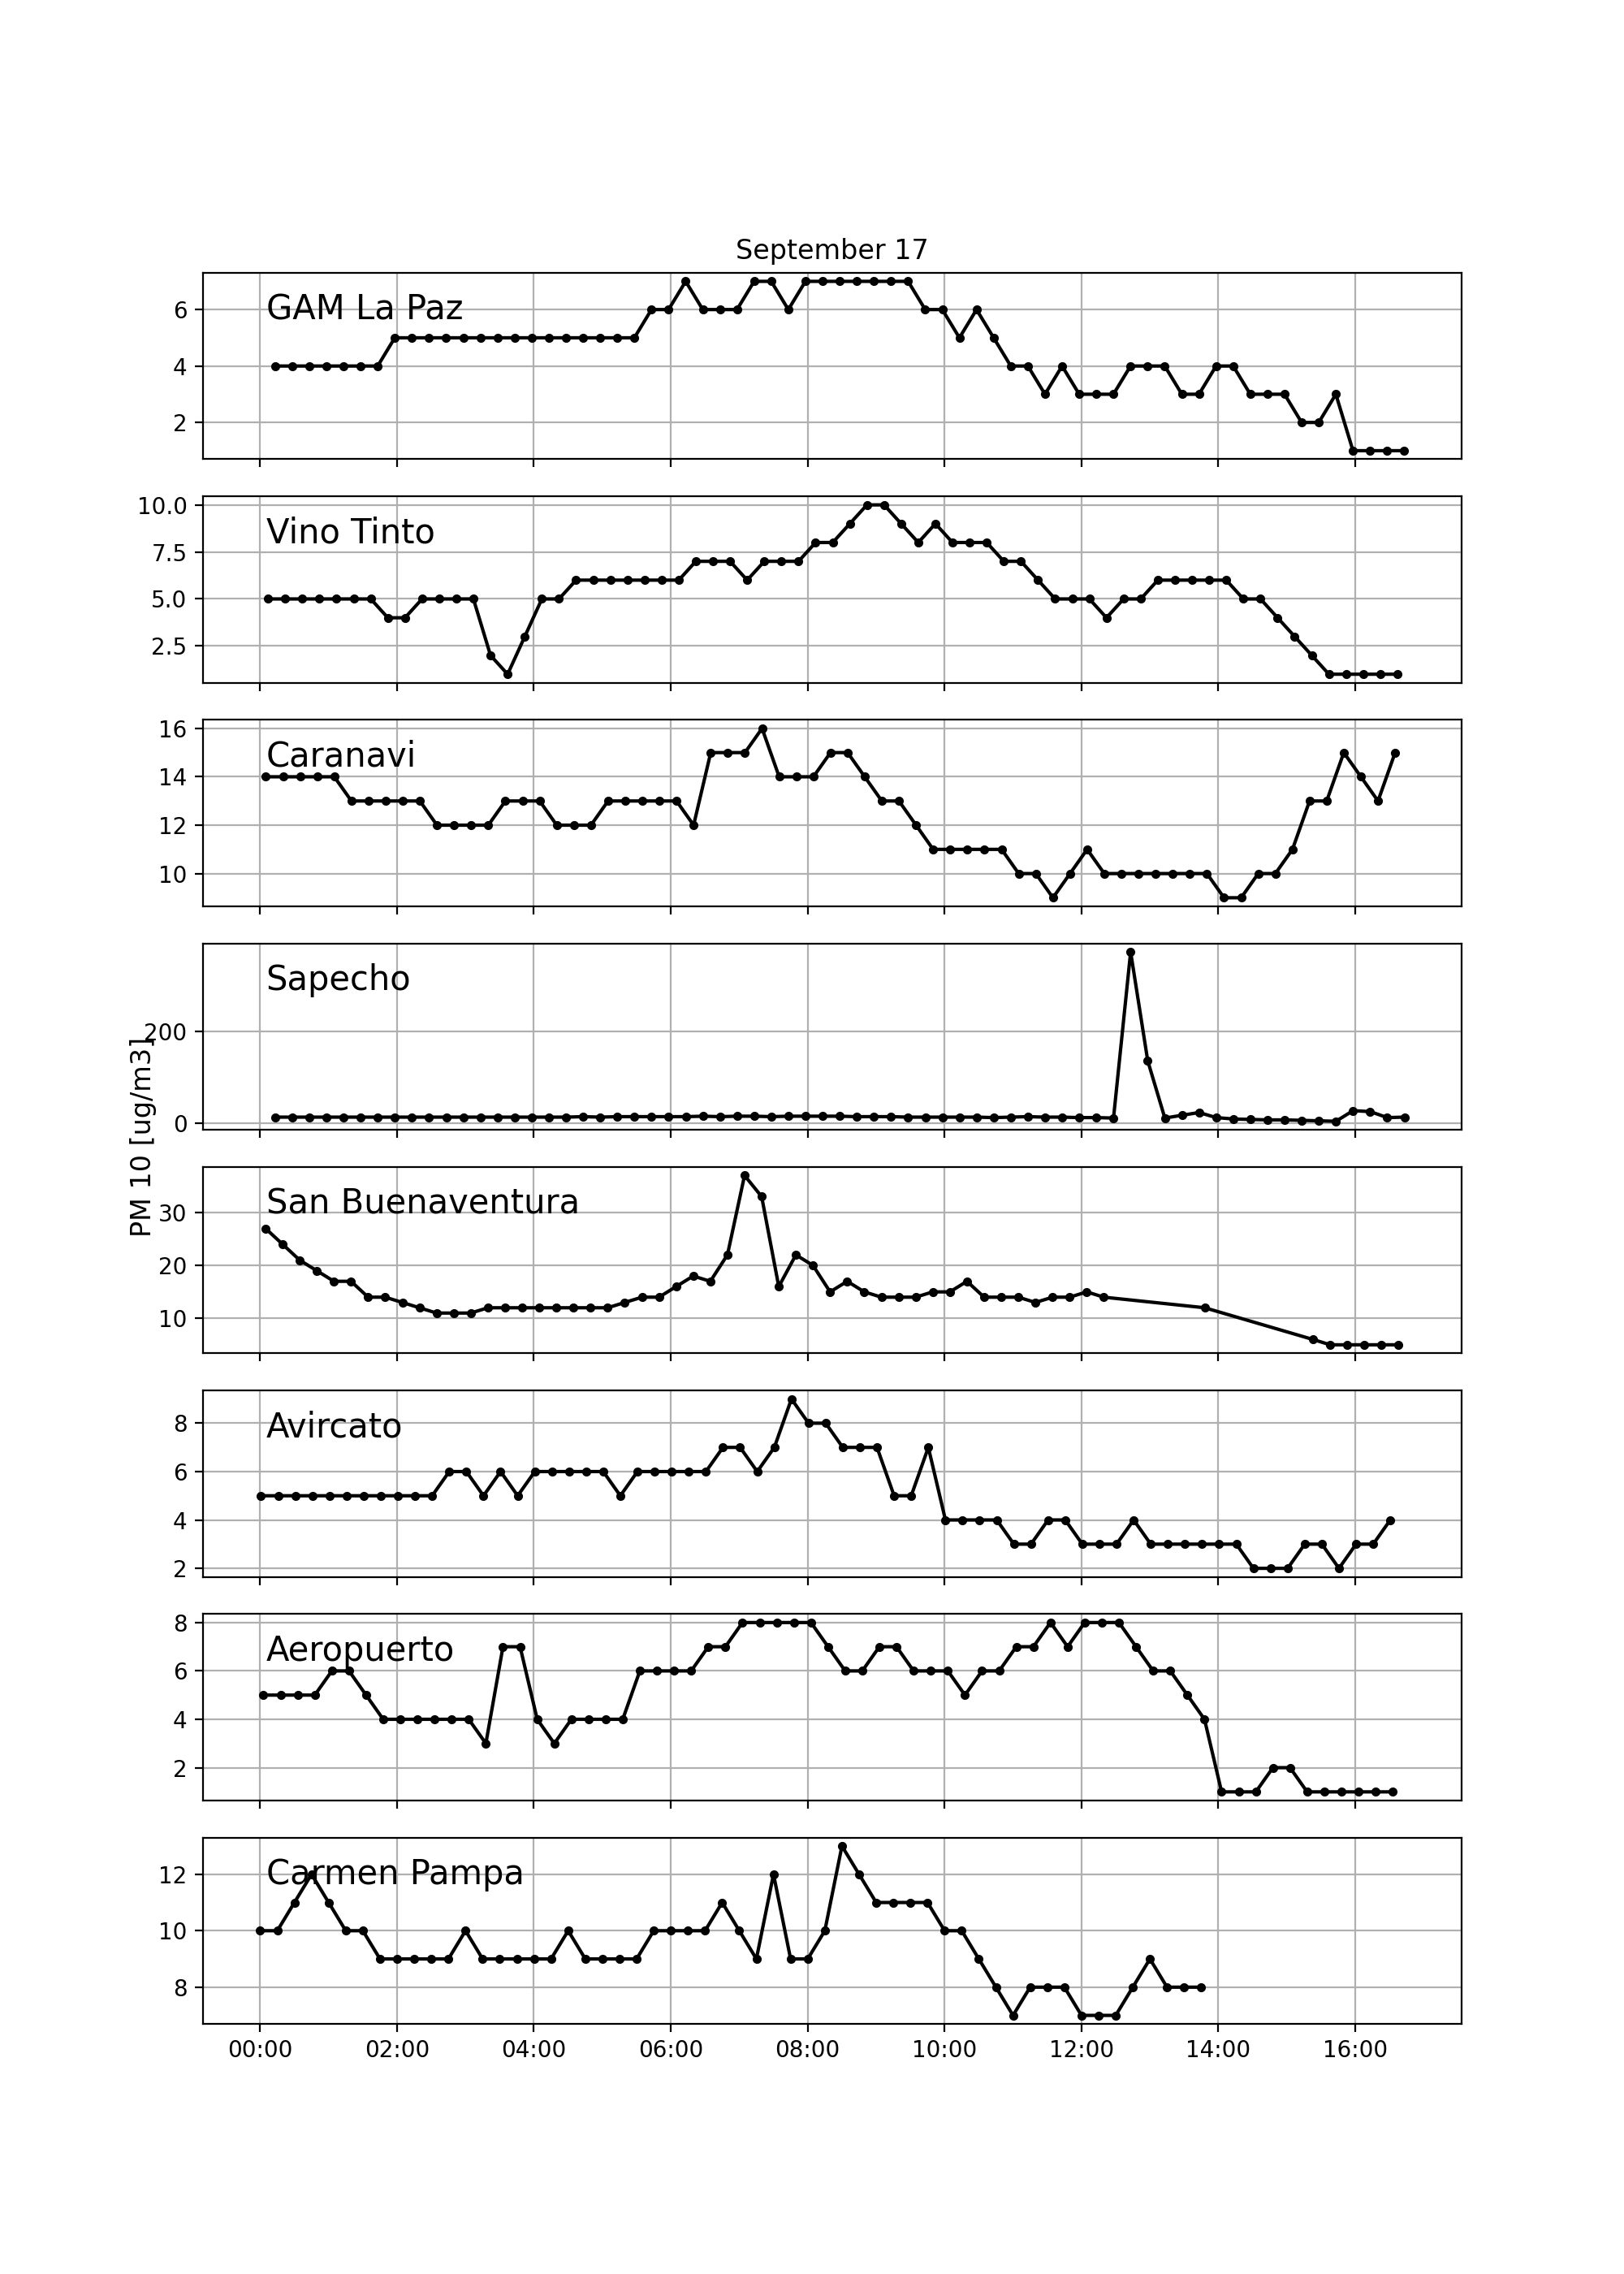 September 17
GAM La Paz
6
4
2
Vino Tinto
10.0
7.5
5.0
2.5
Caranavi
16
14
12
10
Sapecho
200
0
PM 10 [ug/m3]
San Buenaventura
30
20
10
Avircato
8
6
4
2
Aeropuerto
8
6
4
2
Carmen Pampa
12
10
8
00:00 02:00 04:00 06:00 08:00 10:00 12:00 14:00 16:00